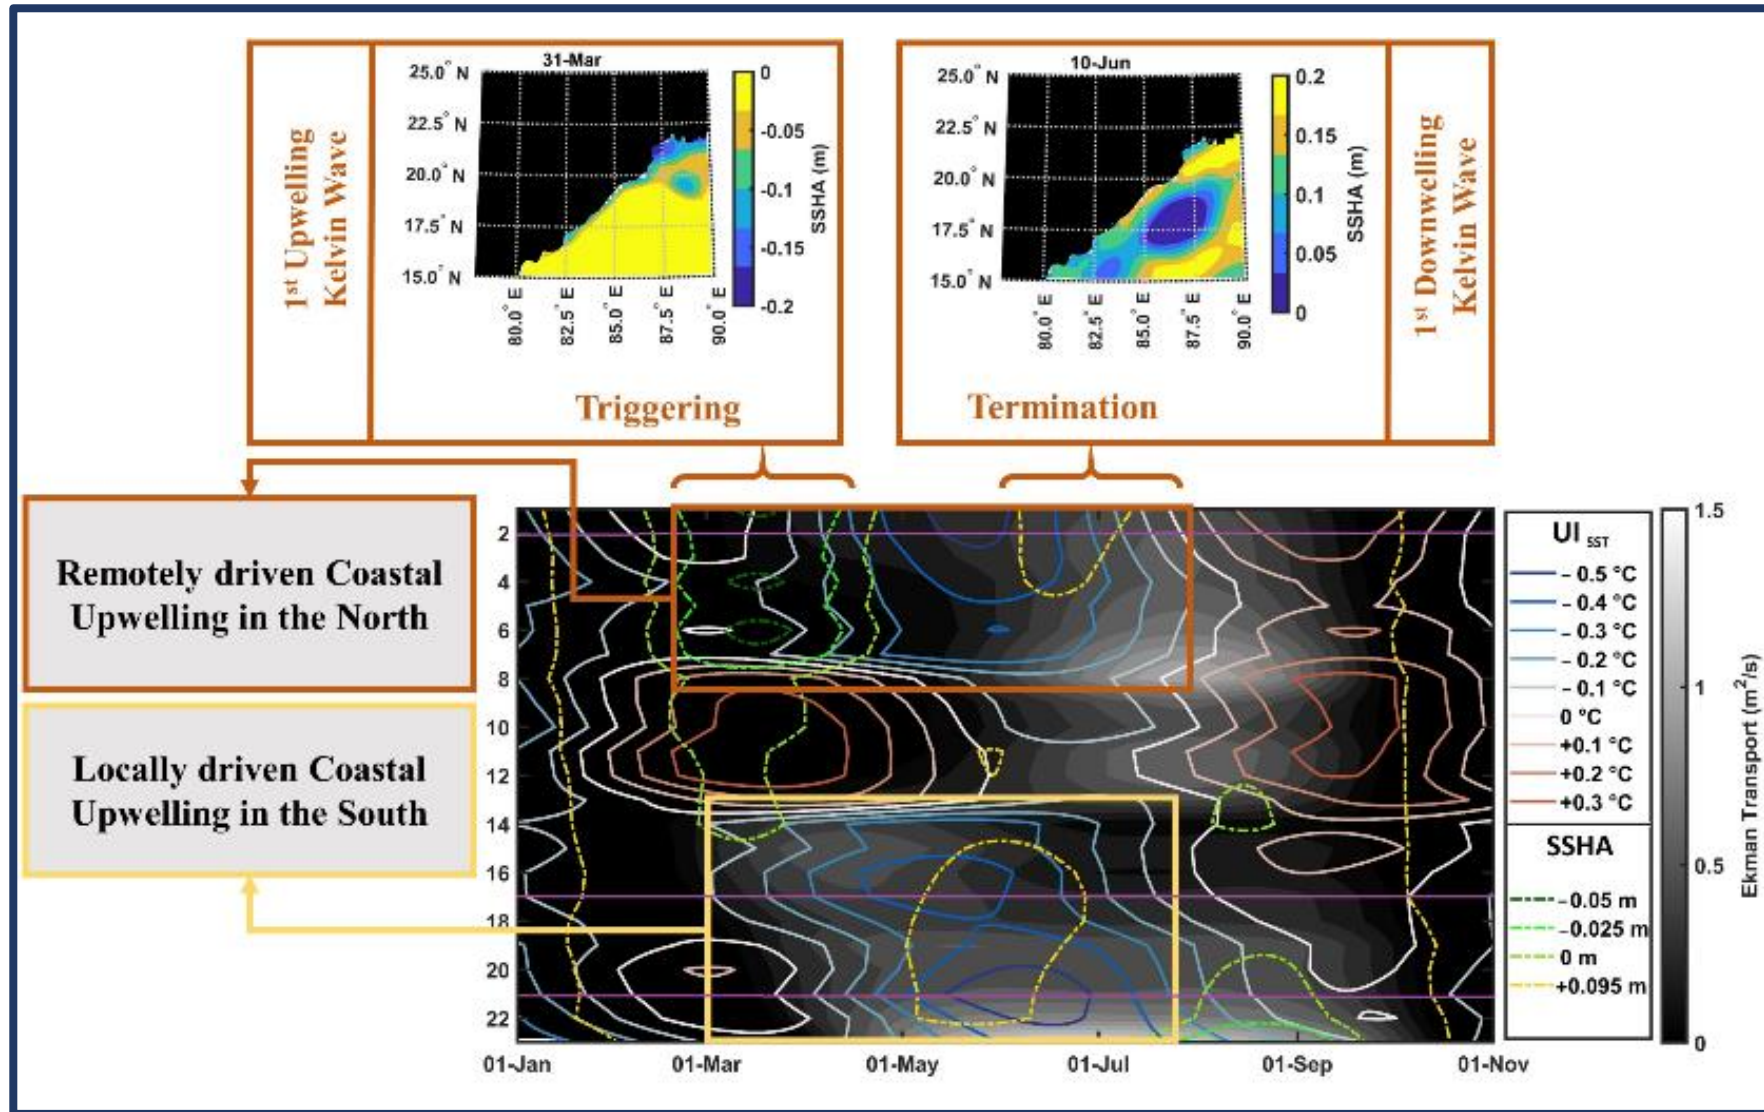 1st Upwelling
Kelvin Wave
31-Mar
25.0° N
22.5° N
20.0° N
17.5° N
15.0° N
80.0° E
82.5° E
85.0° E
87.5° E
90.0° E
0
-0.05
-0.1
-0.15
-0.2
SSHA (m)
Triggering
10-Jun
25.0° N
22.5° N
20.0° N
17.5° N
15.0° N
80.0° E
82.5° E
85.0° E
87.5° E
90.0° E
0.2
0.15
0.1
0.05
0
SSHA (m)
Termination
1st Downwelling
Kelvin Wave
Remotely driven Coastal
Upwelling in the North
Locally driven Coastal
Upwelling in the South
2
4
6
8
10
12
14
16
18
20
22
01-Jan
01-Mar
01-May
01-Jul
01-Sep
01-Nov
UI SST
− 0.5 °C
− 0.4 °C
− 0.3 °C
− 0.2 °C
− 0.1 °C
0 °C
+0.1 °C
+0.2 °C
+0.3 °C
SSHA
−0.05 m
−0.025 m
0 m
+0.095 m
1.5
1
0.5
0
Ekman Transport (m²/s)